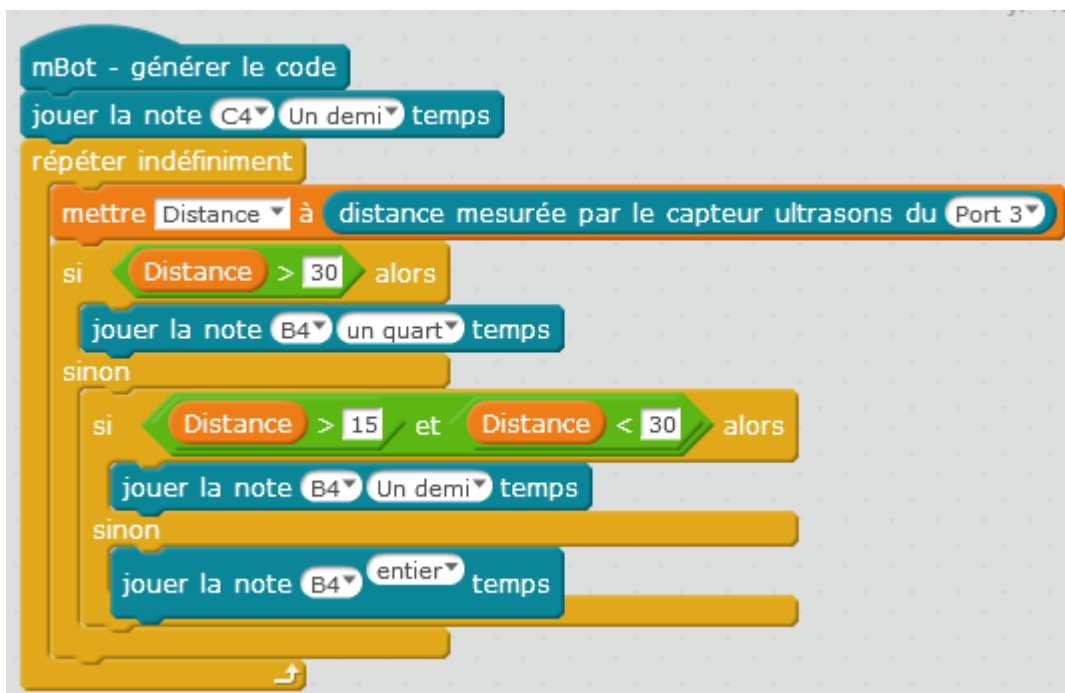 mBot - générer le code
jouer la note C4 Un demi temps
répéter indéfiniment
mettre Distance à distance mesurée par le capteur ultrasons du Port 3
si Distance > 30 alors
jouer la note B4 un quart temps
sinon
si Distance > 15 et Distance < 30 alors
jouer la note B4 Un demi temps
sinon
jouer la note B4 entier temps